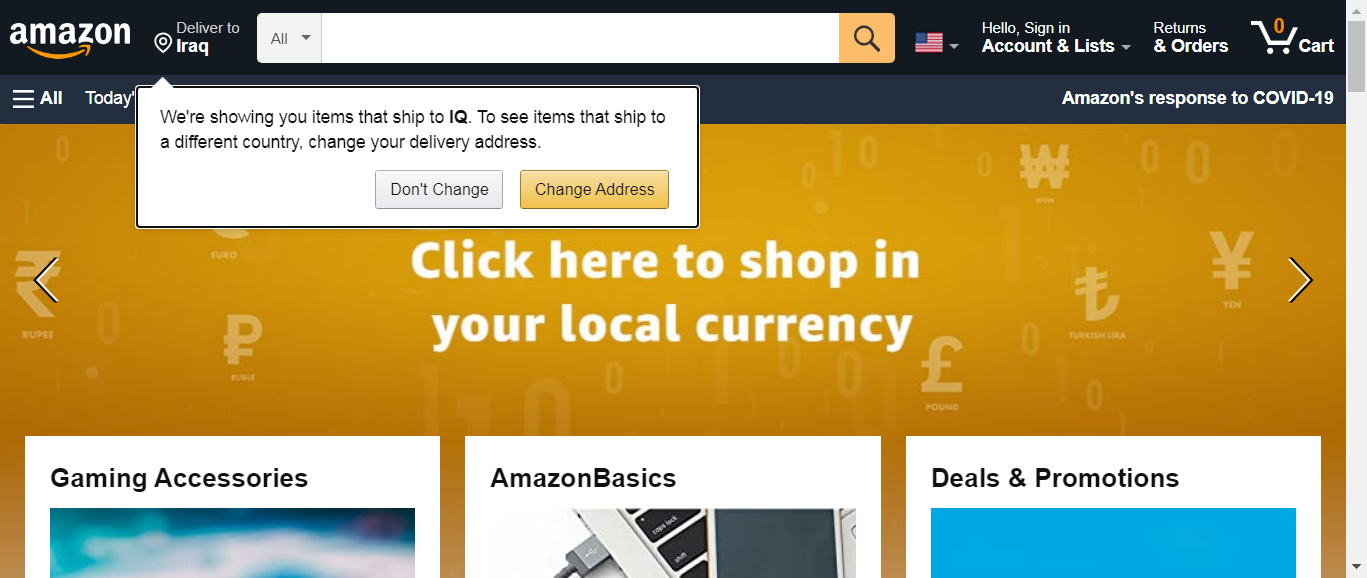 amazon
Deliver to
Iraq
All
Hello, Sign in
Account & Lists
Returns
& Orders
0
Cart
All
Today'
Amazon's response to COVID-19
We're showing you items that ship to IQ. To see items that ship to
a different country, change your delivery address.
Don't Change
Change Address
Click here to shop in
your local currency
EURO
RUPEE
RUBLE
WON
YEN
TURKISH LIRA
POUND
Gaming Accessories
AmazonBasics
caps lock
shift
Deals & Promotions